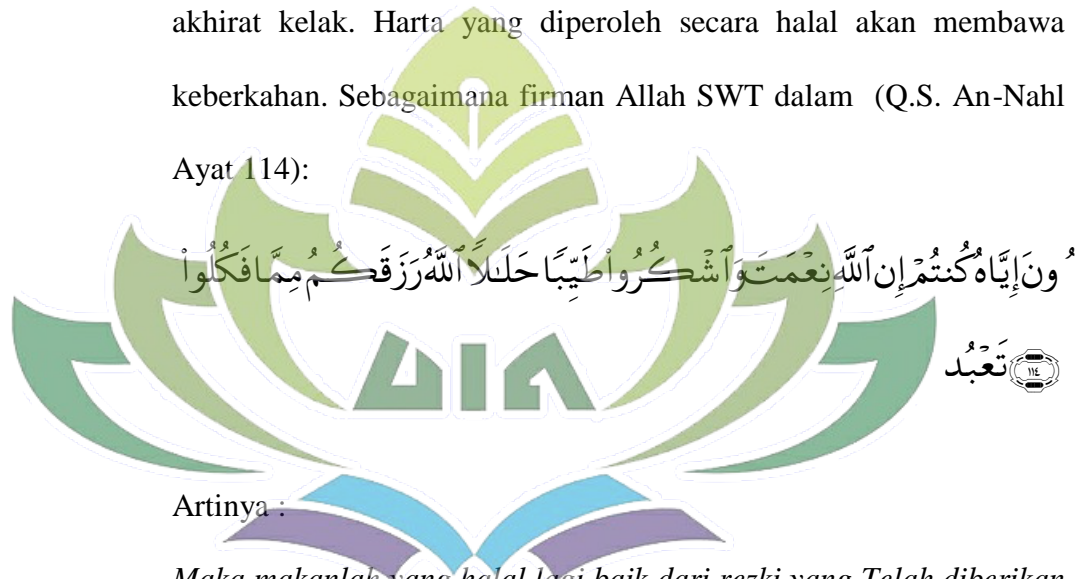 akhirat kelak. Harta yang diperoleh secara halal akan membawa
keberkahan. Sebagaimana firman Allah SWT dalam (Q.S. An-Nahl
Ayat 114):
ُ ونَ إِيَّاهُ كُنتُمْ إِن ٱللَّهِ نِعْمَتَ وَٱشْكُرُوا۟ طَيِّبًا حَلَـٰلًا ٱللَّهُ رَزَقَكُمُ مِمَّا فَكُلُوا۟
۝١١٤ تَعْبُد
UIN
Artinya :
Maka makanlah yang halal lagi baik dari rezki yang Telah diberikan